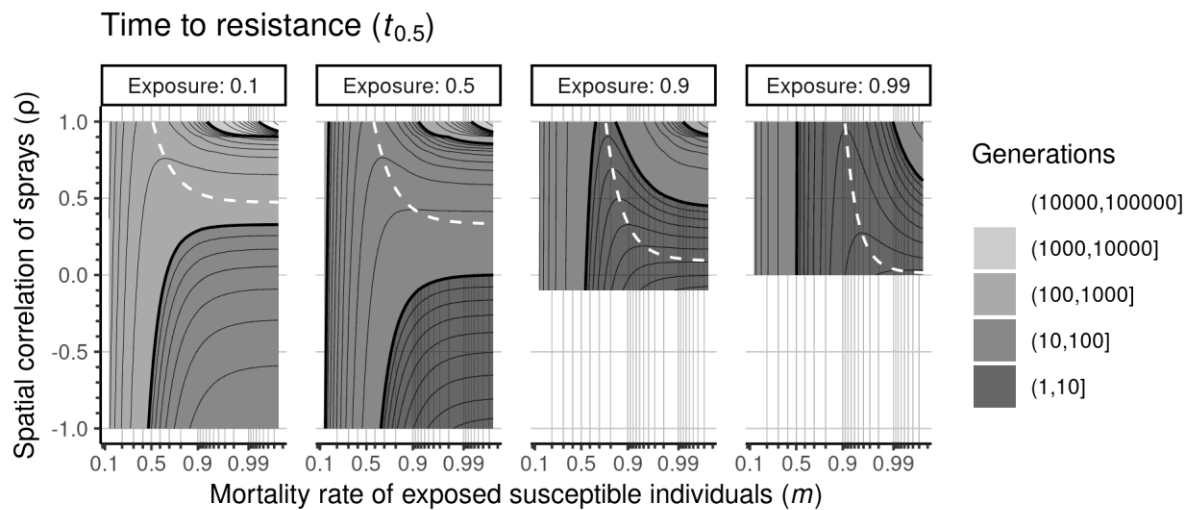 Time to resistance (t0.5)
Exposure: 0.1
Exposure: 0.5
Exposure: 0.9
Exposure: 0.99
Spatial correlation of sprays (ρ)
1.0
0.5
0.0
-0.5
-1.0
0.1 0.5 0.9 0.99
0.1 0.5 0.9 0.99
0.1 0.5 0.9 0.99
0.1 0.5 0.9 0.99
Mortality rate of exposed susceptible individuals (m)
Generations
(10000,100000]
(1000,10000]
(100,1000]
(10,100]
(1,10]